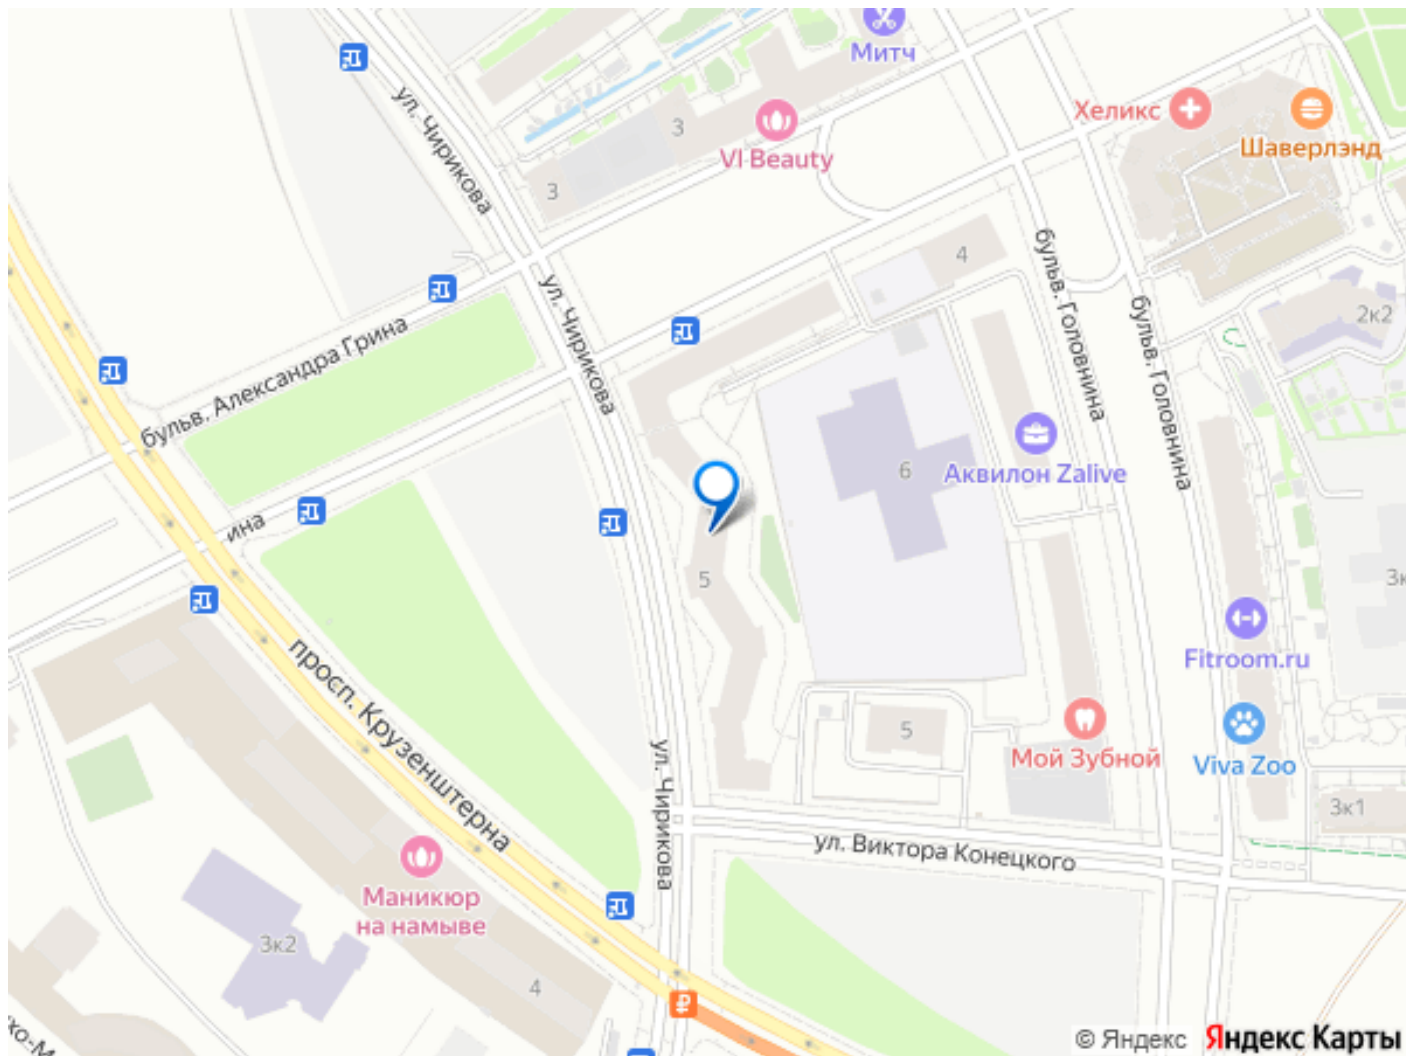 Митч
ул. Чирикова
Хеликс
Шаверлэнд
3
VI Beauty
3
бульв. Головнина
4
ул. Чирикова
бульв. Александра Грина
бульв. Головнина
2к2
6
Аквилон Zalive
ина
5
3к
Fitroom.ru
просп. Крузенштерна
5
Мой Зубной
Viva Zoo
ул. Чирикова
3к1
ул. Виктора Конецкого
Маникюр
на намыве
3к2
4
хо-М
© Яндекс Яндекс Карты